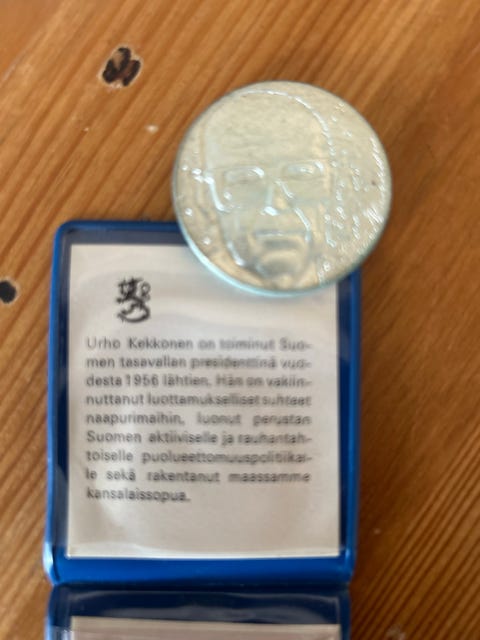 Urho Kekkonen on toiminut Suo-
men tasavallan presidenttinä vuo-
desta 1956 lähtien. Hän on vakiin-
nuttanut luottamukselliset suhteet
naapurimaihin, luonut perustan
Suomen aktiiviselle ja rauhantah-
toiselle puolueettomuuspolitiikal-
le sekä rakentanut maassamme
kansalaissopua.